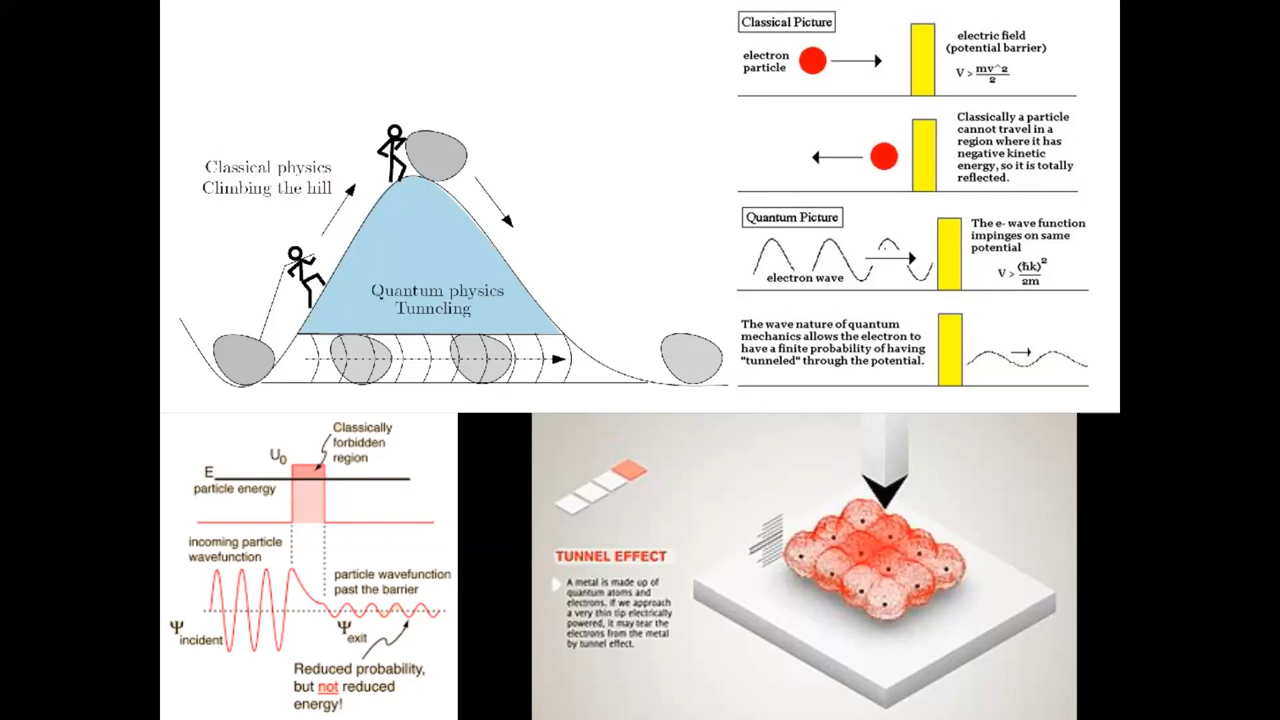 Classical physics
Climbing the hill
Quantum physics
Tunneling
Classical Picture
electron
particle
electric field
(potential barrier)
V > mv^2
2
Classically a particle
cannot travel in a
region where it has
negative kinetic
energy, so it is totally
reflected.
Quantum Picture
electron wave
The e- wave function
impinges on same
potential
V > (ħk)²
2m
The wave nature of quantum
mechanics allows the electron to
have a finite probability of having
"tunneled" through the potential.
Classically
forbidden
region
U₀
E
particle energy
incoming particle
wavefunction
particle wavefunction
past the barrier
Ψincident
Ψexit
Reduced probability,
but not reduced
energy!
TUNNEL EFFECT
A metal is made up of
quantum atoms and
electrons, if we approach
a very thin tip electrically
powered, it may tear the
electrons from the metal
by tunnel effect.